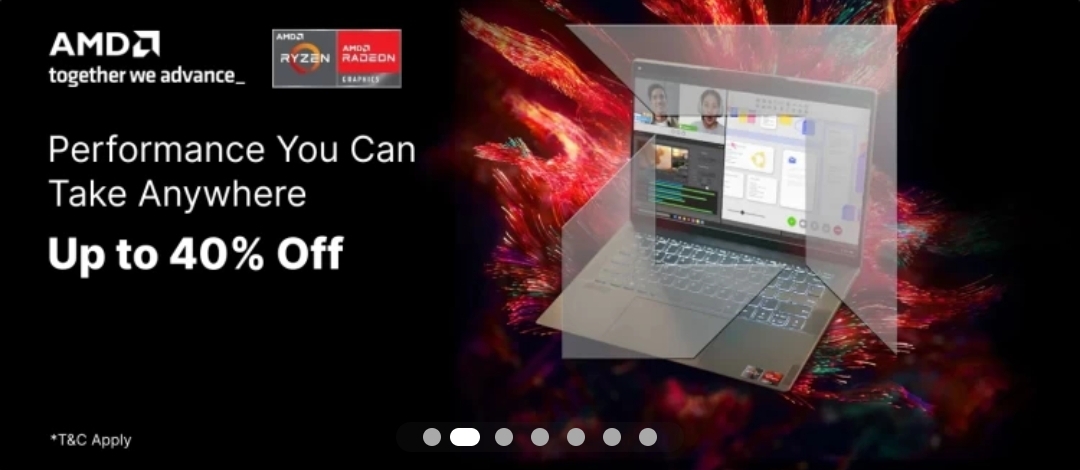 AMD
together we advance_
AMD
RYZEN
AMD
RADEON
GRAPHICS
Performance You Can
Take Anywhere
Up to 40% Off
*T&C Apply